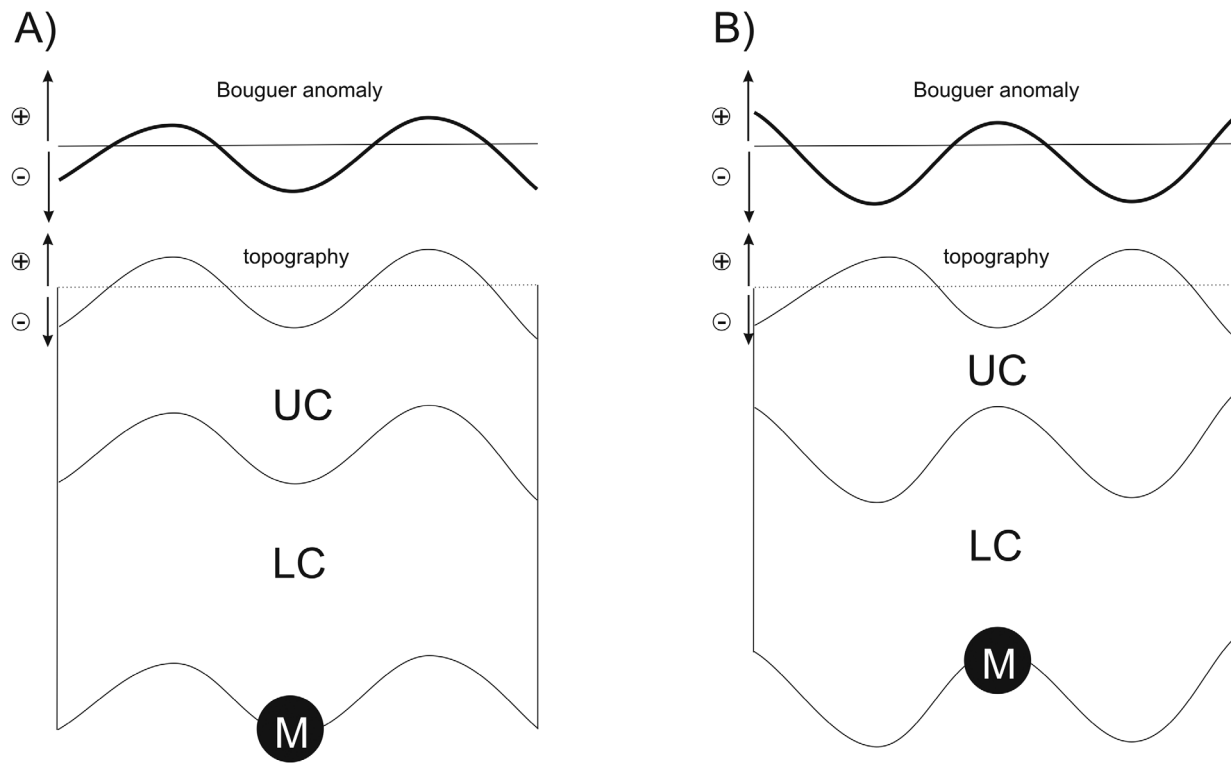 A)
Bouguer anomaly
+
-
topography
+
-
UC
LC
M
B)
Bouguer anomaly
+
-
topography
+
-
UC
LC
M